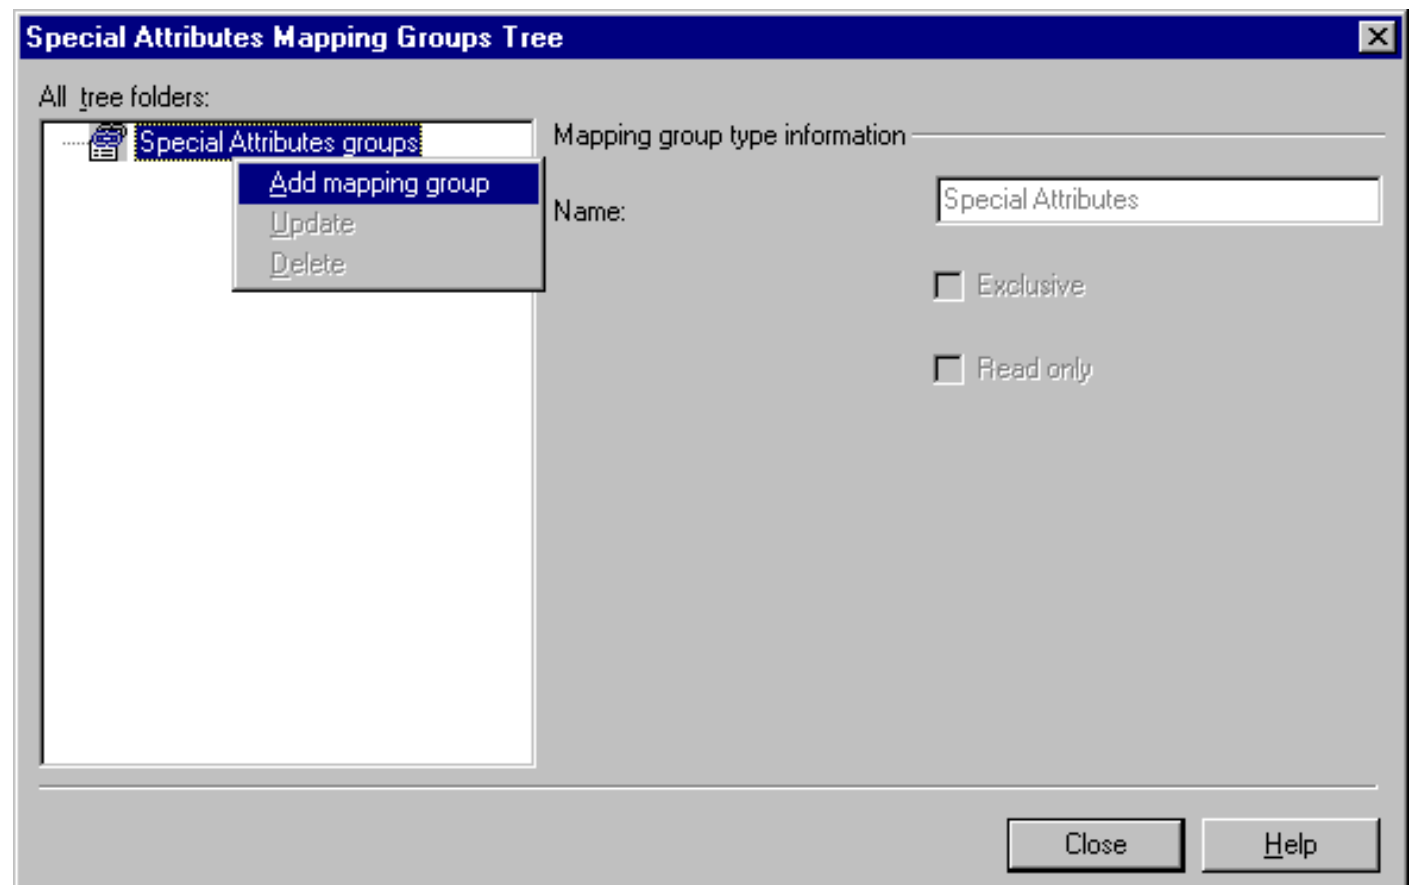 Special Attributes Mapping Groups Tree
All tree folders:
Special Attributes groups
Add mapping group
Update
Delete
Mapping group type information
Name:
Special Attributes
Exclusive
Read only
Close
Help